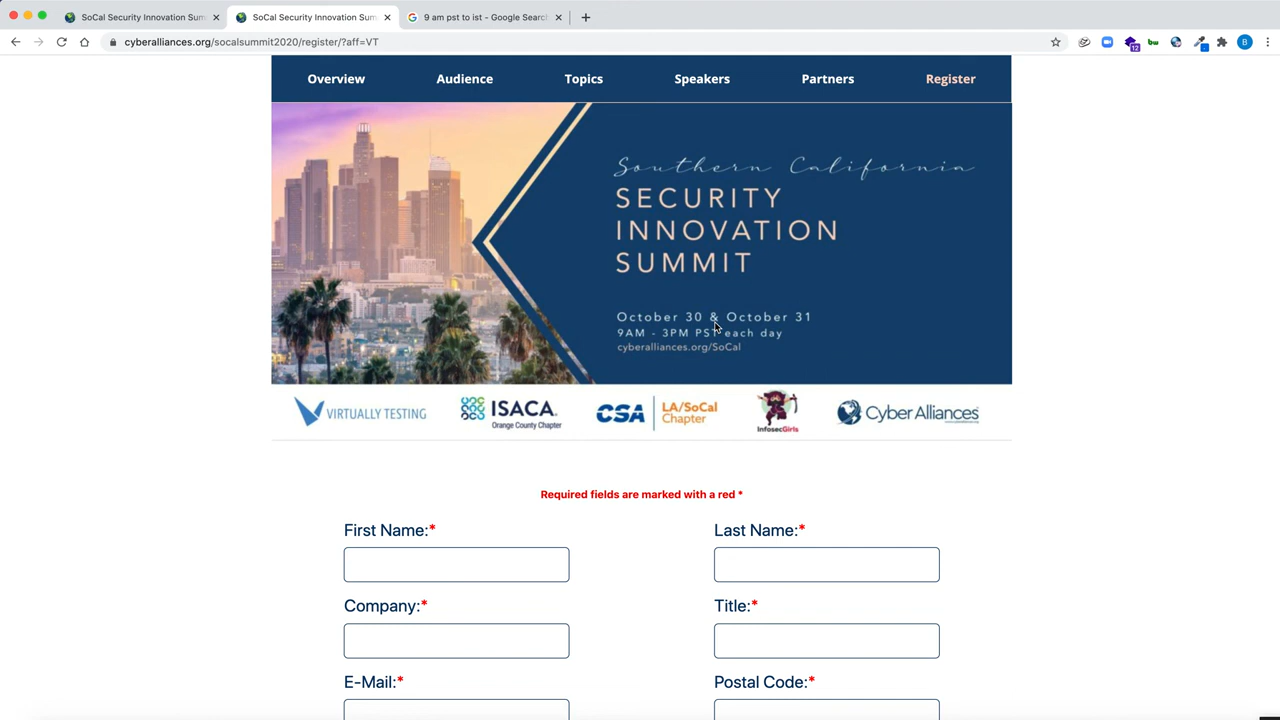 SoCal Security Innovation Sum
SoCal Security Innovation Sum
9 am pst to ist - Google Searc
cyberalliances.org/socalsummit2020/register/?aff=VT
12
B
Overview
Audience
Topics
Speakers
Partners
Register
Southern California
SECURITY
INNOVATION
SUMMIT
October 30 & October 31
9AM - 3PM PST each day
cyberalliances.org/SoCal
VIRTUALLY TESTING
ISACA.
Orange County Chapter
CSA
LA/SoCal
Chapter
InfosecGirls
CyberAlliances
Required fields are marked with a red *
First Name:*
Last Name:*
Company:*
Title:*
E-Mail:*
Postal Code:*